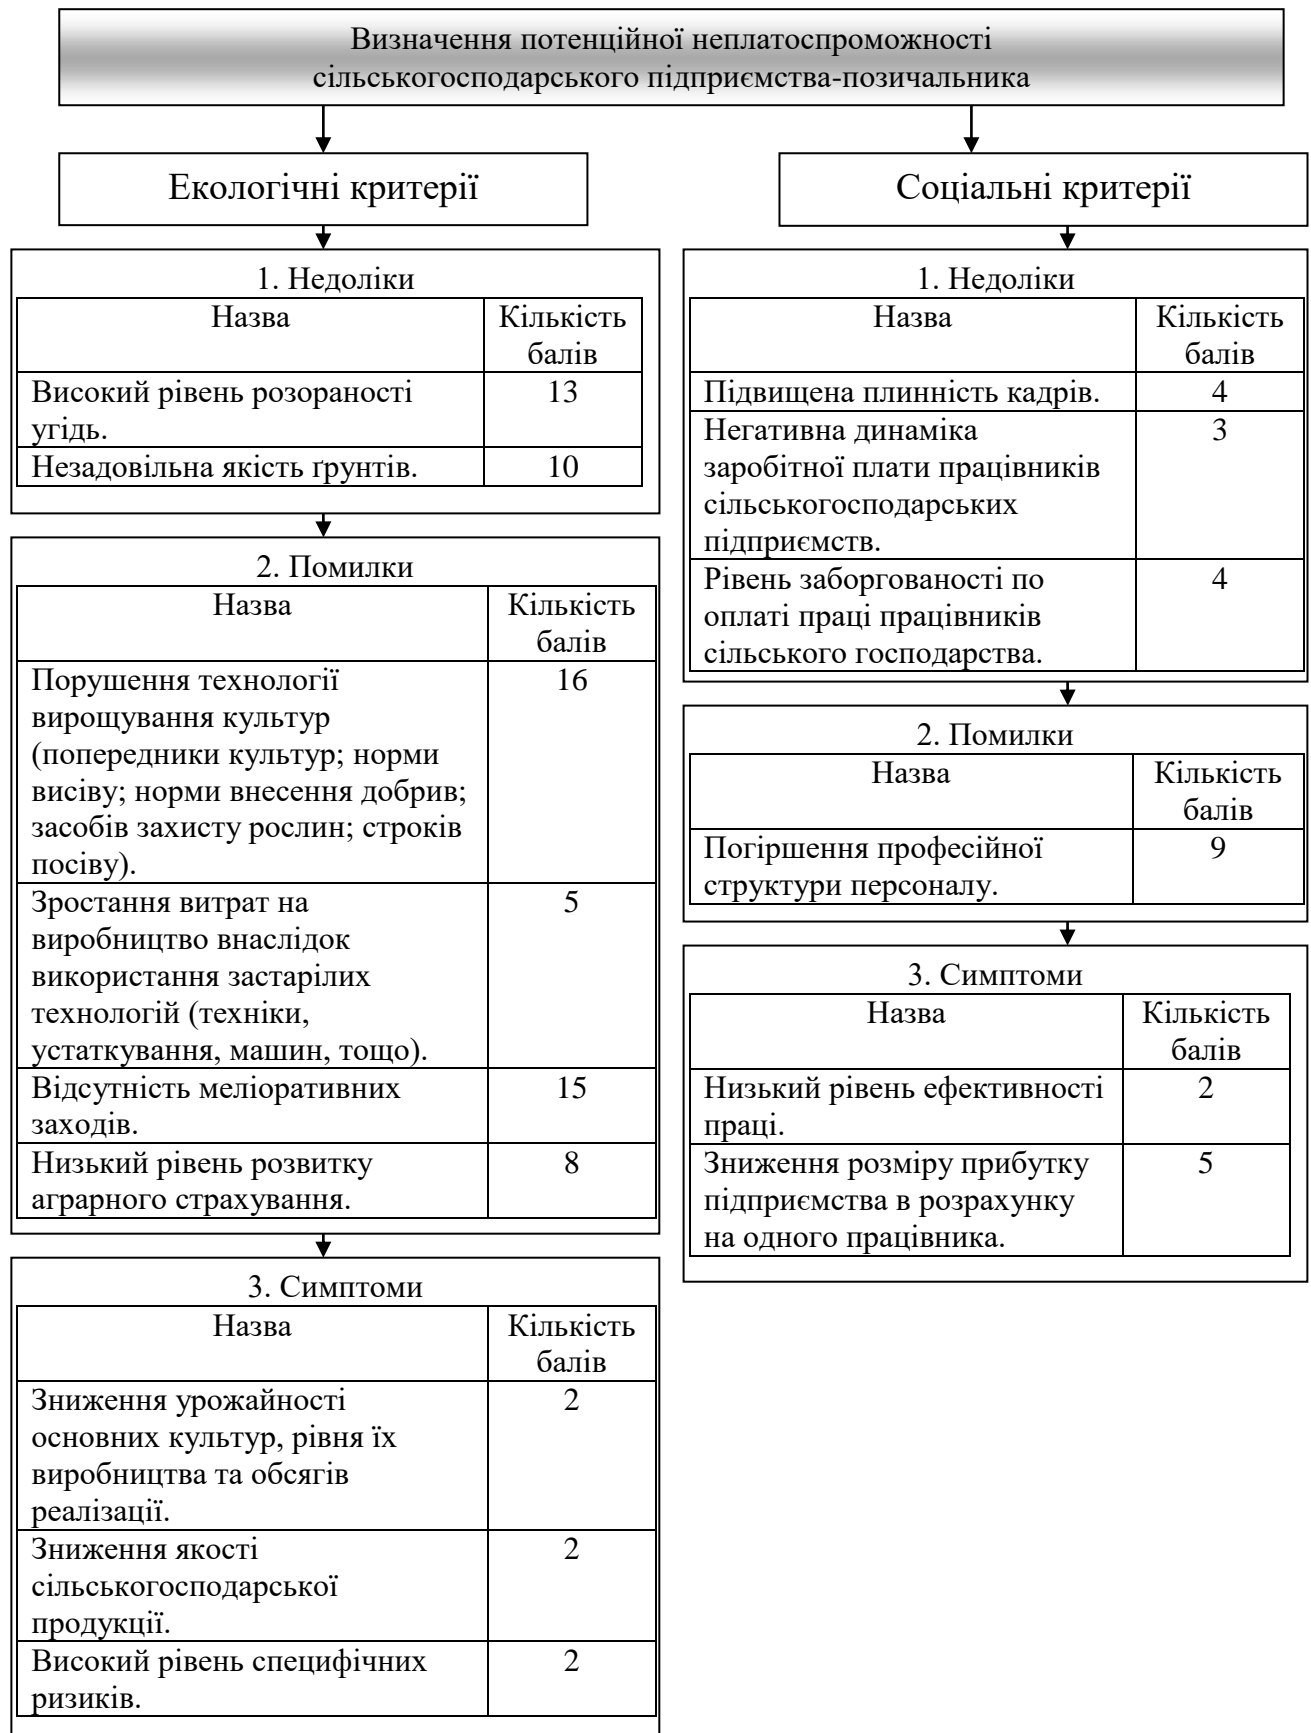 Визначення потенційної неплатоспроможності
сільськогосподарського підприємства-позичальника
Екологічні критерії
1. Недоліки
Назва
Кількість
балів
Високий рівень розораності
угідь.
13
Незадовільна якість ґрунтів.
10
2. Помилки
Назва
Кількість
балів
Порушення технології
вирощування культур
(попередники культур; норми
висіву; норми внесення добрив;
засобів захисту рослин; строків
посіву).
16
Зростання витрат на
виробництво внаслідок
використання застарілих
технологій (техніки,
устаткування, машин, тощо).
5
Відсутність меліоративних
заходів.
15
Низький рівень розвитку
аграрного страхування.
8
3. Симптоми
Назва
Кількість
балів
Зниження урожайності
основних культур, рівня їх
виробництва та обсягів
реалізації.
2
Зниження якості
сільськогосподарської
продукції.
2
Високий рівень специфічних
ризиків.
2
Соціальні критерії
1. Недоліки
Назва
Кількість
балів
Підвищена плинність кадрів.
4
Негативна динаміка
заробітної плати працівників
сільськогосподарських
підприємств.
3
Рівень заборгованості по
оплаті праці працівників
сільського господарства.
4
2. Помилки
Назва
Кількість
балів
Погіршення професійної
структури персоналу.
9
3. Симптоми
Назва
Кількість
балів
Низький рівень ефективності
праці.
2
Зниження розміру прибутку
підприємства в розрахунку
на одного працівника.
5